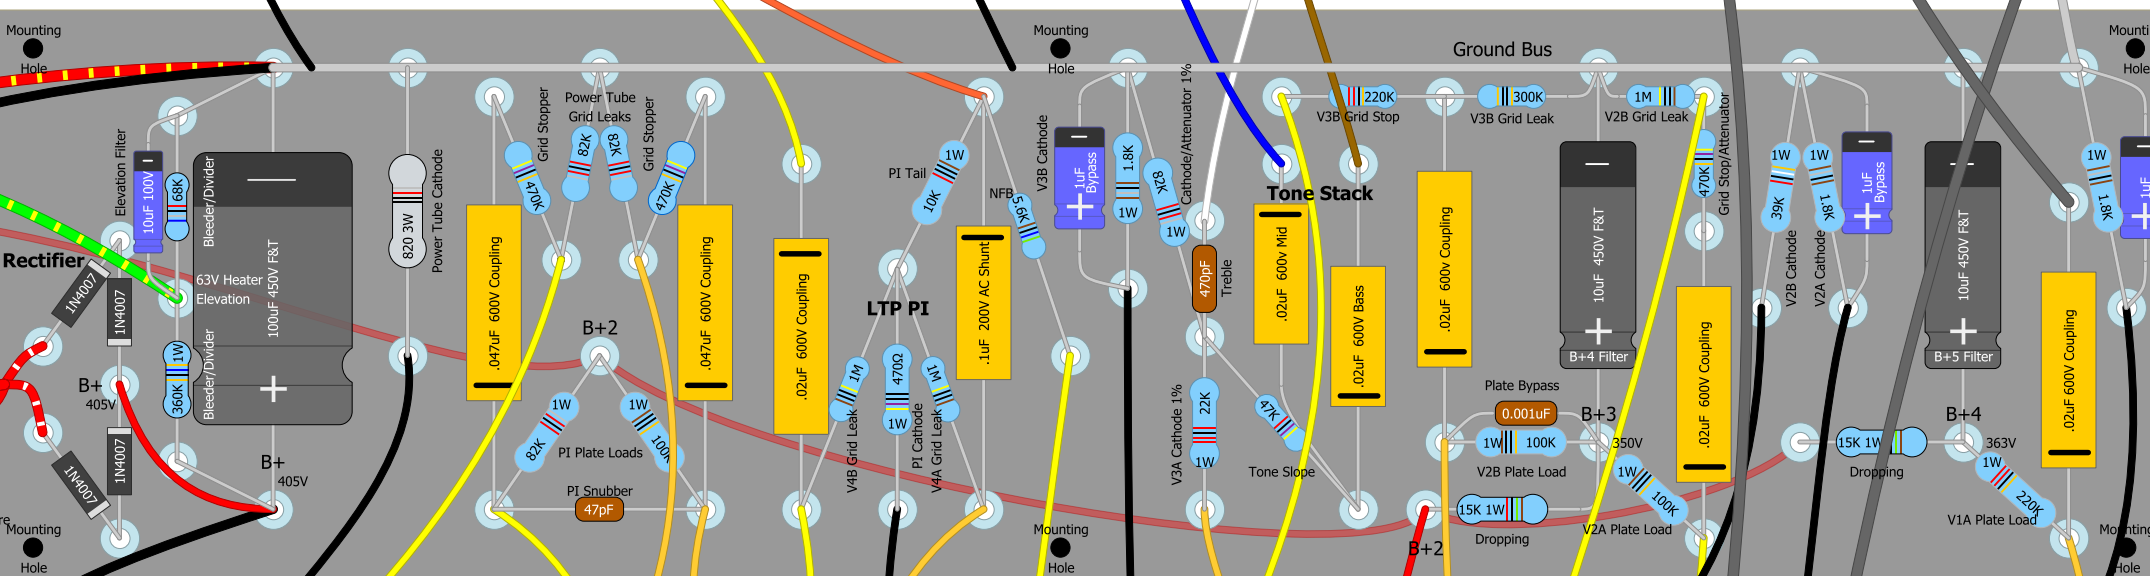 Mounting
Hole
Elevation Filter
10uF 100V
68K
Bleeder/Divider
100uF 450V F&T
Rectifier
63V Heater
Elevation
1N4007
1N4007
1N4007
1N4007
B+
405V
1W
360K
Bleeder/Divider
B+
405V
re
Mounting
Hole
820 3W
Power Tube Cathode
Grid Stopper
470K
Power Tube
Grid Leaks
82K
82K
Grid Stopper
470K
.047uF 600V Coupling
.047uF 600V Coupling
B+2
1W
82K
1W
100K
PI Plate Loads
PI Snubber
47pF
.02uF 600V Coupling
PI Tail
1W
10K
NFB
5.6K
LTP PI
.1uF 200V AC Shunt
1M
V4B Grid Leak
470Ω
1W
PI Cathode
1M
V4A Grid Leak
Mounting
Hole
V3B Cathode
1uF
Bypass
1.8K
1W
82K
1W
Cathode/Attenuator 1%
470pF
Treble
22K
1W
V3A Cathode 1%
47K
Tone Slope
Mounting
Hole
Tone Stack
.02uF 600v Mid
.02uF 600V Bass
220K
V3B Grid Stop
300K
V3B Grid Leak
Ground Bus
1M
V2B Grid Leak
470K
Grid Stop/Attenuator
.02uF 600v Coupling
10uF 450V F&T
B+4 Filter
Plate Bypass
0.001uF
B+3
350V
1W 100K
V2B Plate Load
15K 1W
Dropping
B+2
1W
100K
V2A Plate Load
.02uF 600V Coupling
1W
39K
V2B Cathode
1W
1.8K
V2A Cathode
1uF
Bypass
10uF 450V F&T
B+5 Filter
B+4
363V
15K 1W
Dropping
1W
220K
V1A Plate Load
.02uF 600V Coupling
1W
1.8K
1uF
Mounti
Hole
Mounting
Hole